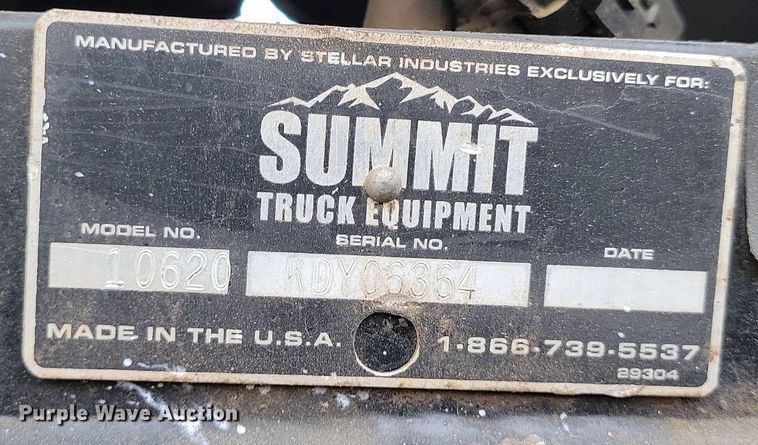 MANUFACTURED BY STELLAR INDUSTRIES EXCLUSIVELY FOR:
SUMMIT
TRUCK EQUIPMENT
MODEL NO.
SERIAL NO.
DATE
10620
KDY06364
MADE IN THE U.S.A.
1-866-739-5537
29304
Purple Wave Auction